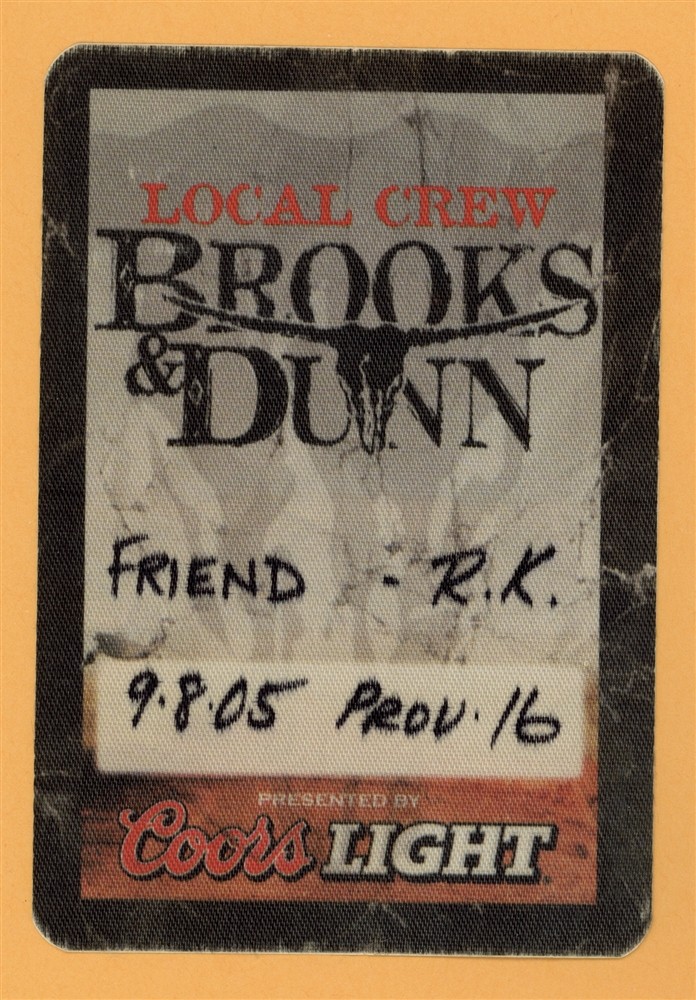 LOCAL CREW
BROOKS
& DUNN
FRIEND - R.K.
9.8.05 PROV. 16
PRESENTED BY
Coors LIGHT